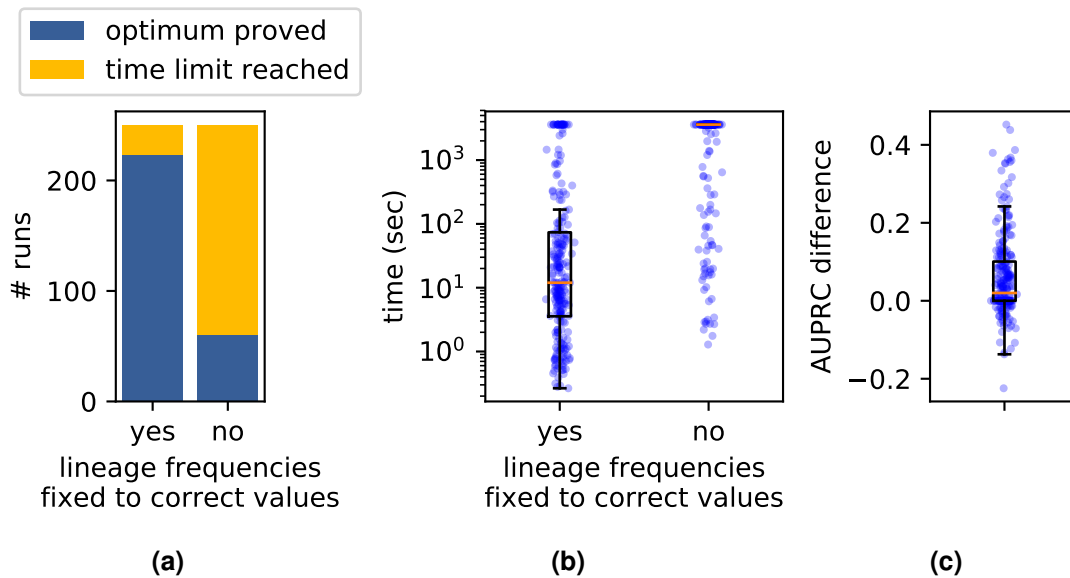 optimum proved
time limit reached
# runs
200
100
0
yes no
lineage frequencies
fixed to correct values
(a)
time (sec)
10³
10²
10¹
10⁰
yes no
lineage frequencies
fixed to correct values
(b)
AUPRC difference
0.4
0.2
0.0
−0.2
(c)